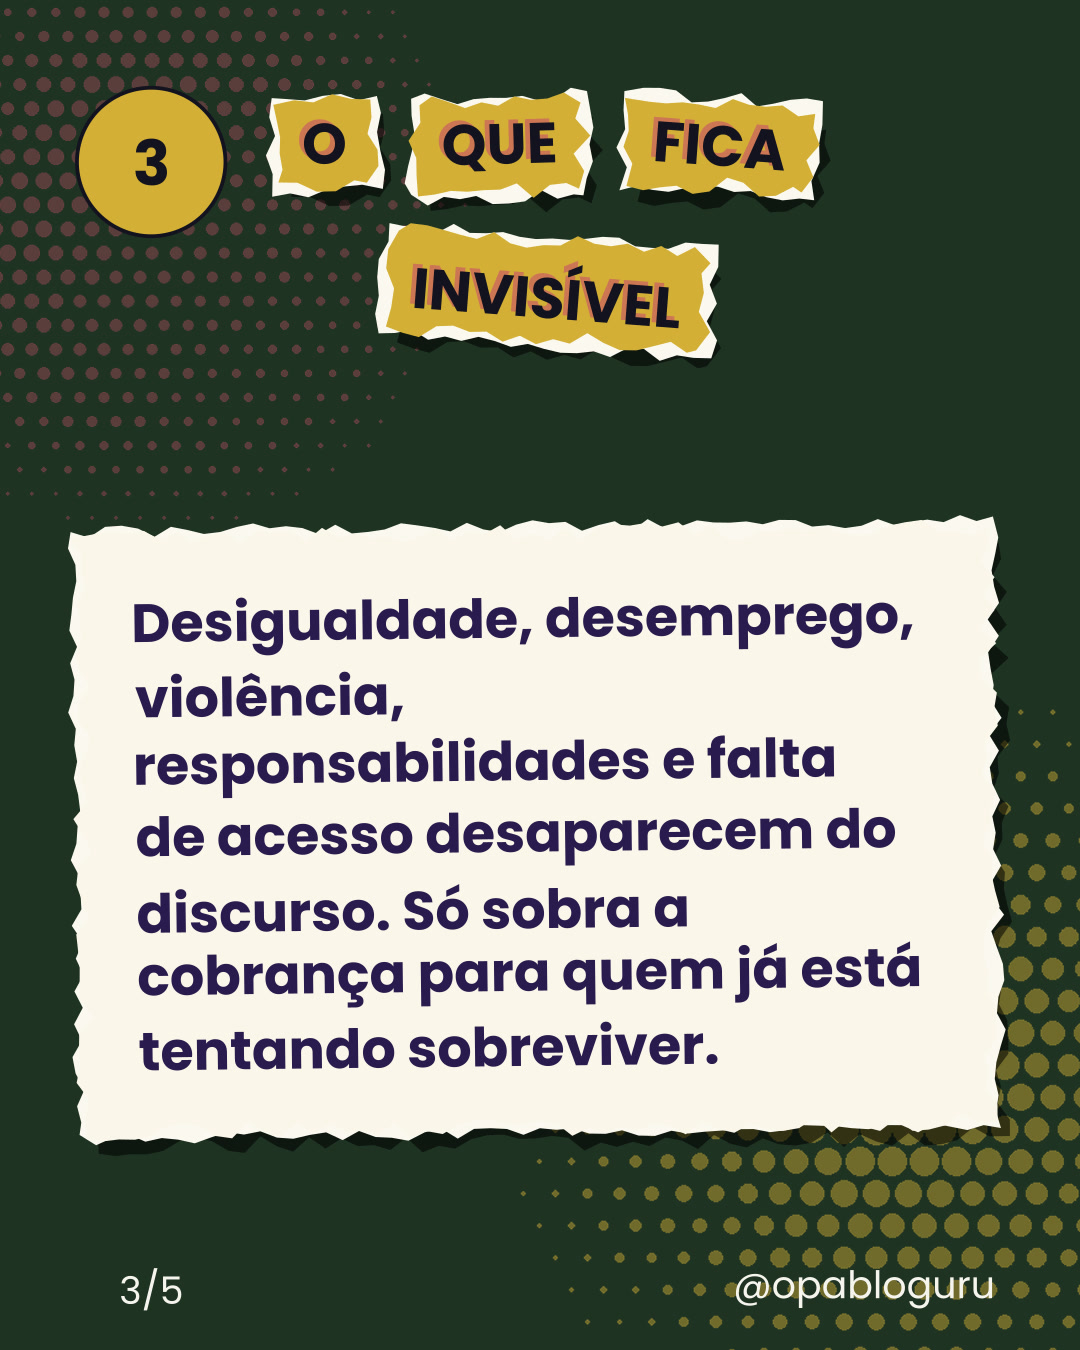 3
O QUE FICA
INVISÍVEL
Desigualdade, desemprego,
violência,
responsabilidades e falta
de acesso desaparecem do
discurso. Só sobra a
cobrança para quem já está
tentando sobreviver.
3/5
@opabloguru